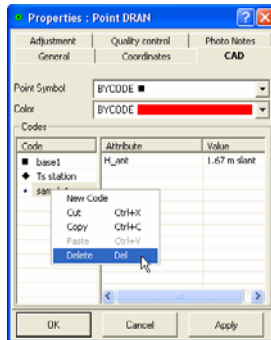 Properties : Point DRAN
Adjustment Quality control Photo Notes
General Coordinates CAD
Point Symbol BYCODE
Color BYCODE
Codes
Code Attribute Value
base1 H_ant 1.67 m slant
Ts station
New Code
Cut Ctrl+X
Copy Ctrl+C
Paste Ctrl+V
Delete Del
OK Cancel Apply